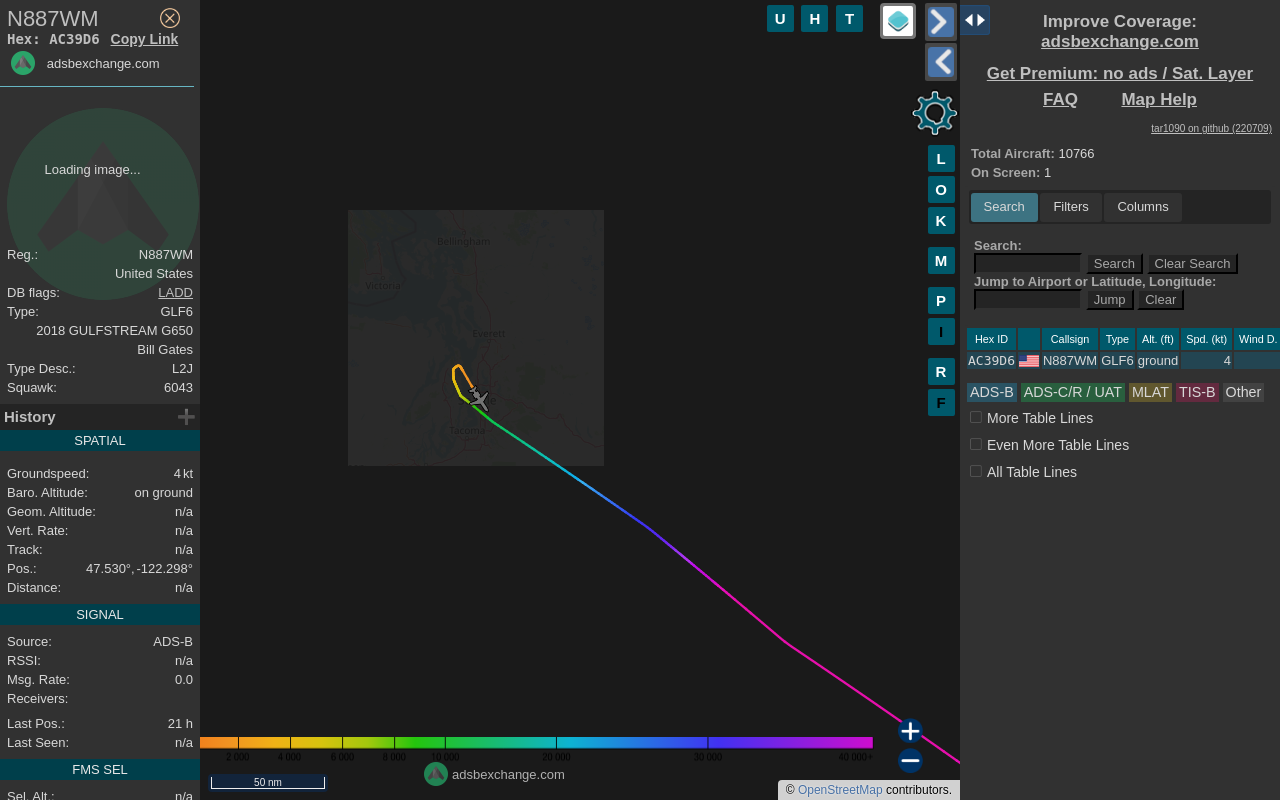 N887WM
Hex: AC39D6 Copy Link
adsbexchange.com
Loading image...
Reg.: N887WM
United States
DB flags: LADD
Type: GLF6
2018 GULFSTREAM G650
Bill Gates
Type Desc.: L2J
Squawk: 6043
History
SPATIAL
Groundspeed: 4 kt
Baro. Altitude: on ground
Geom. Altitude: n/a
Vert. Rate: n/a
Track: n/a
Pos.: 47.530°, -122.298°
Distance: n/a
SIGNAL
Source: ADS-B
RSSI: n/a
Msg. Rate: 0.0
Receivers:
Last Pos.: 21 h
Last Seen: n/a
FMS SEL
Sel. Alt.: n/a
U H T
L
O
K
M
P
I
R
F
Bellingham
Victoria
Everett
Tacoma
2 000 4 000 6 000 8 000 10 000 20 000 30 000 40 000+
adsbexchange.com
50 nm
© OpenStreetMap contributors.
Improve Coverage:
adsbexchange.com
Get Premium: no ads / Sat. Layer
FAQ Map Help
tar1090 on github (220709)
Total Aircraft: 10766
On Screen: 1
Search Filters Columns
Search:
Search Clear Search
Jump to Airport or Latitude, Longitude:
Jump Clear
Hex ID Callsign Type Alt. (ft) Spd. (kt) Wind D.
AC39D6 N887WM GLF6 ground 4
ADS-B ADS-C/R / UAT MLAT TIS-B Other
More Table Lines
Even More Table Lines
All Table Lines